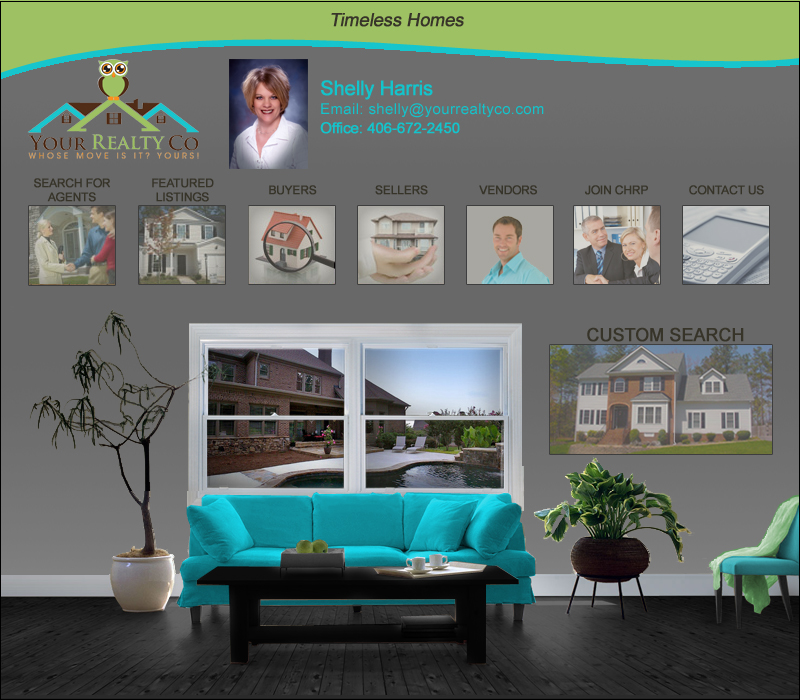 Timeless Homes
Shelly Harris
Email: shelly@yourrealtyco.com
Office: 406-672-2450
YOUR REALTY CO
WHOSE MOVE IS IT? YOURS!
SEARCH FOR
AGENTS
FEATURED
LISTINGS
BUYERS
SELLERS
VENDORS
JOIN CHRP
CONTACT US
CUSTOM SEARCH